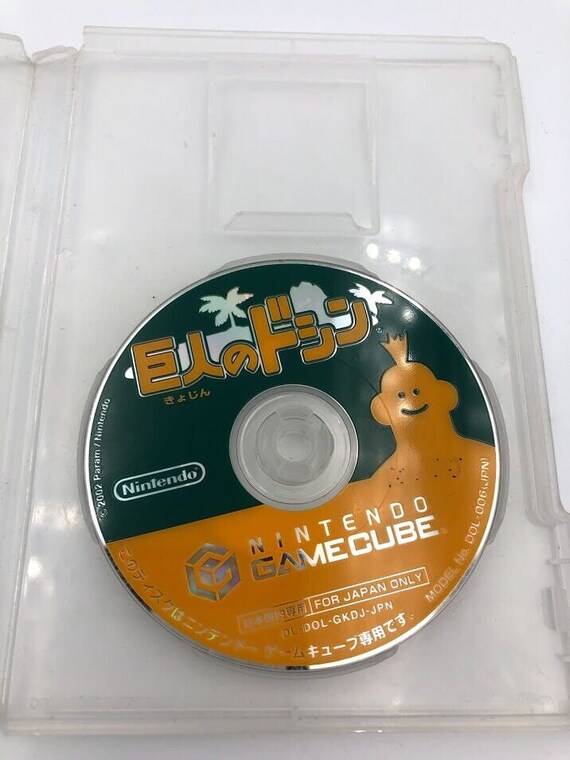 巨人のドシン
きょじん
© 2002 Param / Nintendo
Nintendo
NINTENDO
GAMECUBE
日本国内専用 FOR JAPAN ONLY
DOL-GKDJ-JPN
MODEL No. DOL-006(JPN)
このディスクはニンテンドー ゲームキューブ専用です。